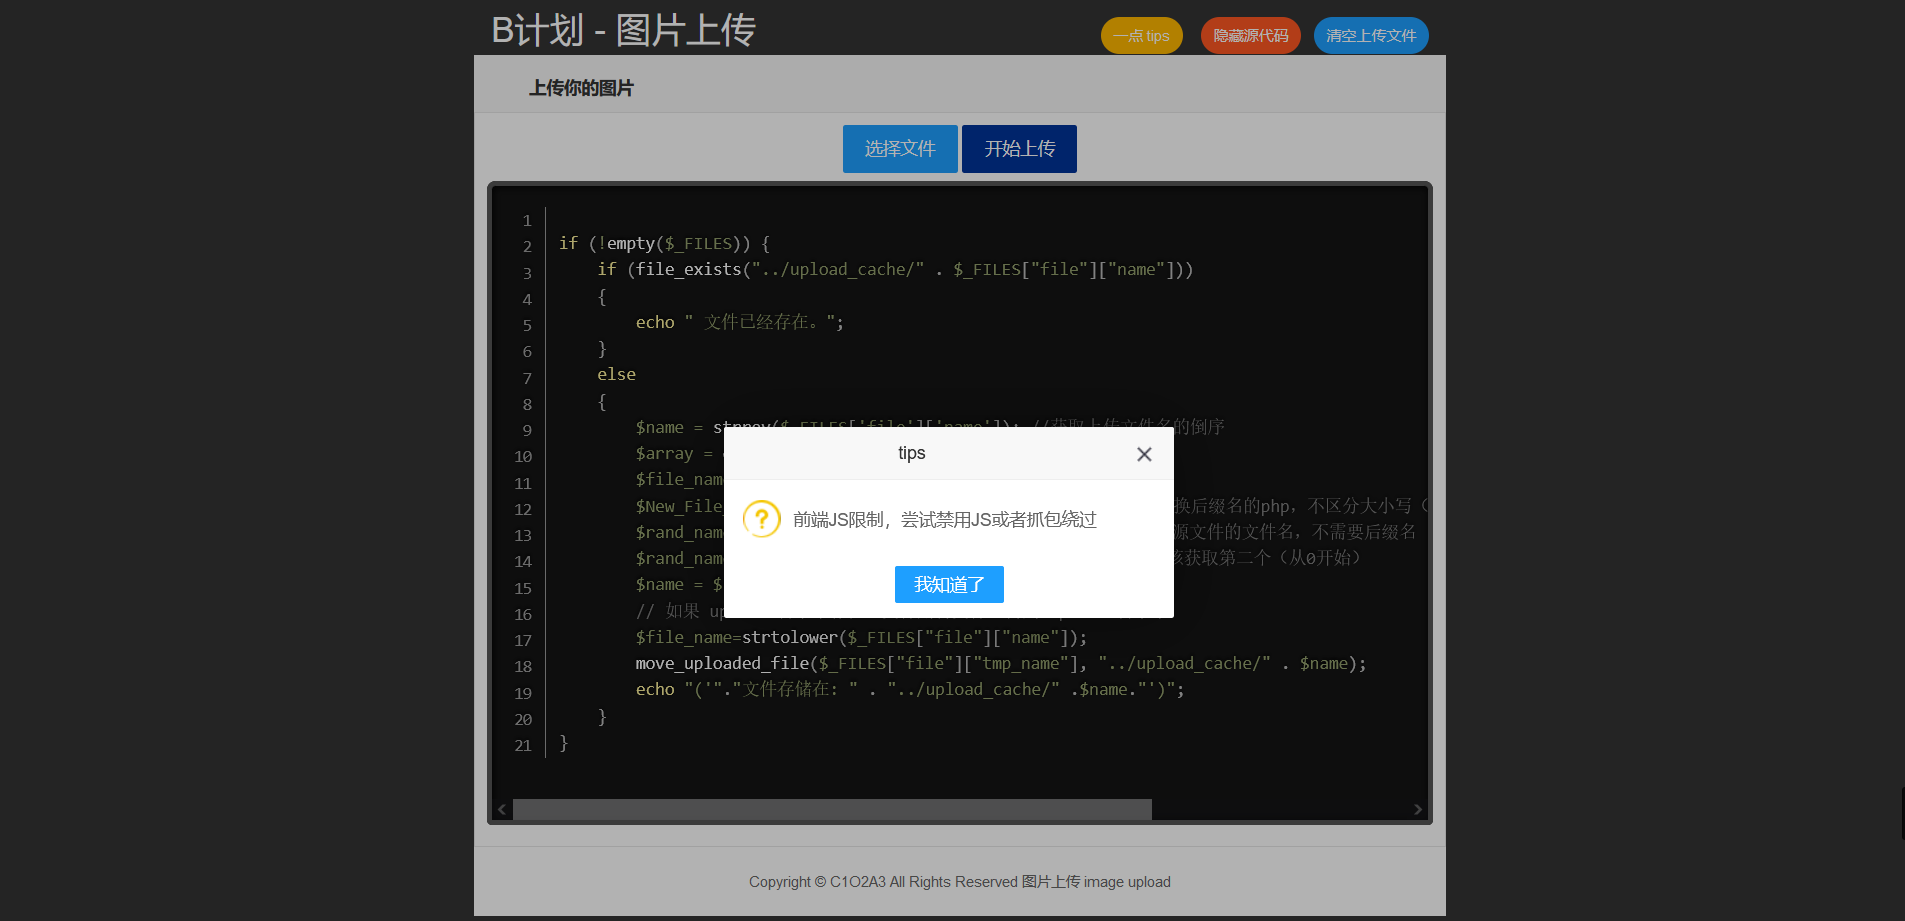 B计划 - 图片上传
一点 tips
隐藏源代码
清空上传文件
上传你的图片
选择文件
开始上传
1
2 if (!empty($_FILES)) {
3 if (file_exists("../upload_cache/" . $_FILES["file"]["name"]))
4 {
5 echo " 文件已经存在。";
6 }
7 else
8 {
9 $name = strrev($_FILES['file']['name']); //获取上传文件名的倒序
10 $array =
11 $file_nam
12 $New_File 换后缀名的php，不区分大小写（
13 $rand_nam 源文件的文件名，不需要后缀名
14 $rand_nam 获取第二个（从0开始）
15 $name = $
16 // 如果 up
17 $file_name=strtolower($_FILES["file"]["name"]);
18 move_uploaded_file($_FILES["file"]["tmp_name"], "../upload_cache/" . $name);
19 echo "('"."文件存储在: " . "../upload_cache/" .$name."')";
20 }
21 }
tips
前端JS限制，尝试禁用JS或者抓包绕过
我知道了
Copyright © C1O2A3 All Rights Reserved 图片上传 image upload